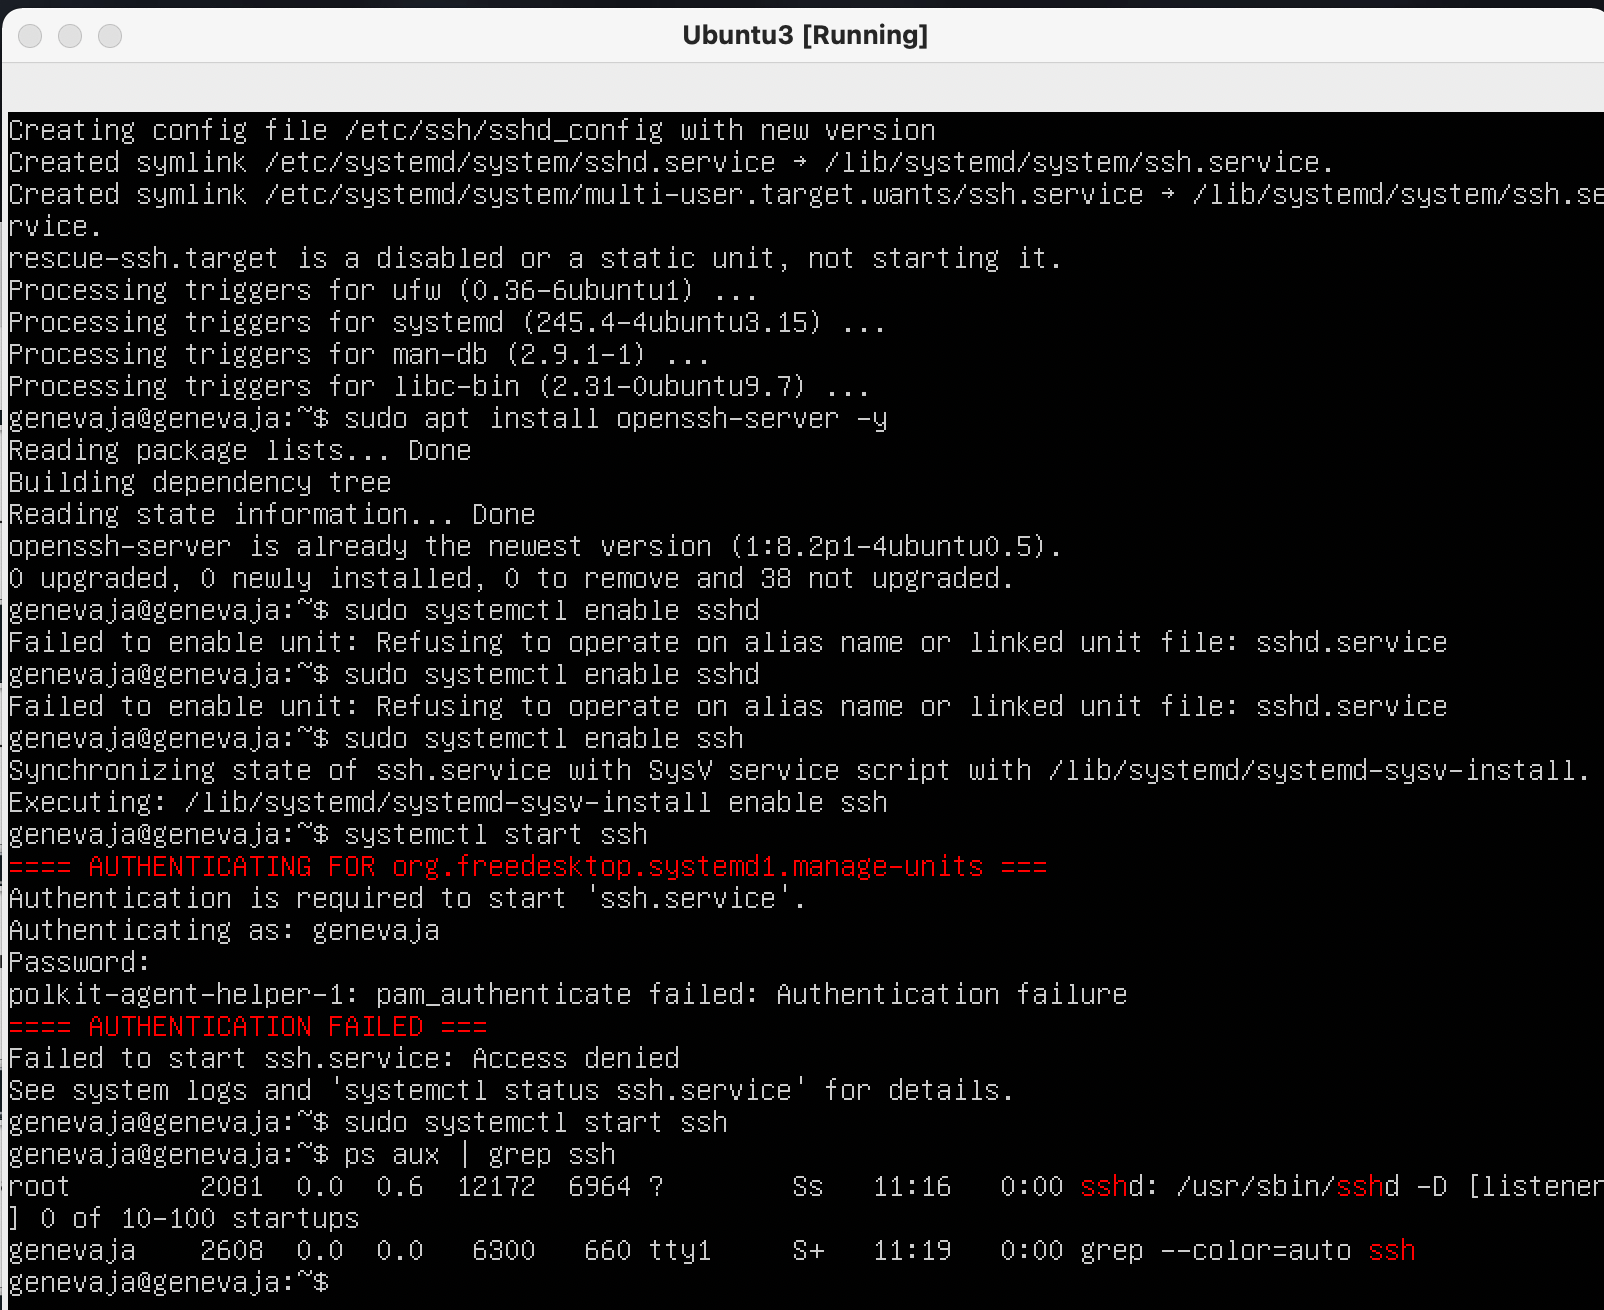 Ubuntu3 [Running]
Creating config file /etc/ssh/sshd_config with new version
Created symlink /etc/systemd/system/sshd.service → /lib/systemd/system/ssh.service.
Created symlink /etc/systemd/system/multi-user.target.wants/ssh.service → /lib/systemd/system/ssh.se
rvice.
rescue-ssh.target is a disabled or a static unit, not starting it.
Processing triggers for ufw (0.36-6ubuntu1) ...
Processing triggers for systemd (245.4-4ubuntu3.15) ...
Processing triggers for man-db (2.9.1-1) ...
Processing triggers for libc-bin (2.31-0ubuntu9.7) ...
genevaja@genevaja:~$ sudo apt install openssh-server -y
Reading package lists... Done
Building dependency tree
Reading state information... Done
openssh-server is already the newest version (1:8.2p1-4ubuntu0.5).
0 upgraded, 0 newly installed, 0 to remove and 38 not upgraded.
genevaja@genevaja:~$ sudo systemctl enable sshd
Failed to enable unit: Refusing to operate on alias name or linked unit file: sshd.service
genevaja@genevaja:~$ sudo systemctl enable sshd
Failed to enable unit: Refusing to operate on alias name or linked unit file: sshd.service
genevaja@genevaja:~$ sudo systemctl enable ssh
Synchronizing state of ssh.service with SysV service script with /lib/systemd/systemd-sysv-install.
Executing: /lib/systemd/systemd-sysv-install enable ssh
genevaja@genevaja:~$ systemctl start ssh
==== AUTHENTICATING FOR org.freedesktop.systemd1.manage-units ===
Authentication is required to start 'ssh.service'.
Authenticating as: genevaja
Password:
polkit-agent-helper-1: pam_authenticate failed: Authentication failure
==== AUTHENTICATION FAILED ===
Failed to start ssh.service: Access denied
See system logs and 'systemctl status ssh.service' for details.
genevaja@genevaja:~$ sudo systemctl start ssh
genevaja@genevaja:~$ ps aux | grep ssh
root        2081  0.0  0.6  12172  6964 ?        Ss   11:16   0:00 sshd: /usr/sbin/sshd -D [listener
] 0 of 10-100 startups
genevaja    2608  0.0  0.0   6300   660 tty1     S+   11:19   0:00 grep --color=auto ssh
genevaja@genevaja:~$